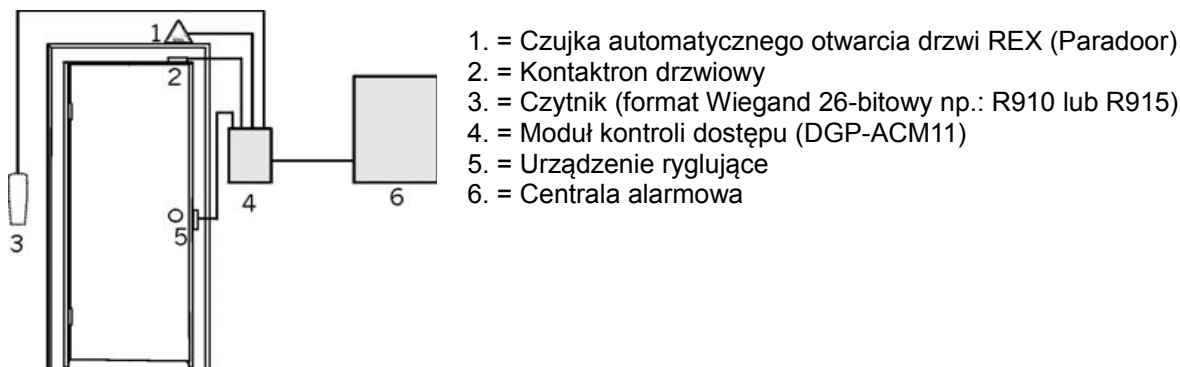 1
2
3
4
5
6
1. = Czujka automatycznego otwarcia drzwi REX (Paradoor)
2. = Kontaktron drzwiowy
3. = Czytnik (format Wiegand 26-bitowy np.: R910 lub R915)
4. = Moduł kontroli dostępu (DGP-ACM11)
5. = Urządzenie ryglujące
6. = Centrala alarmowa